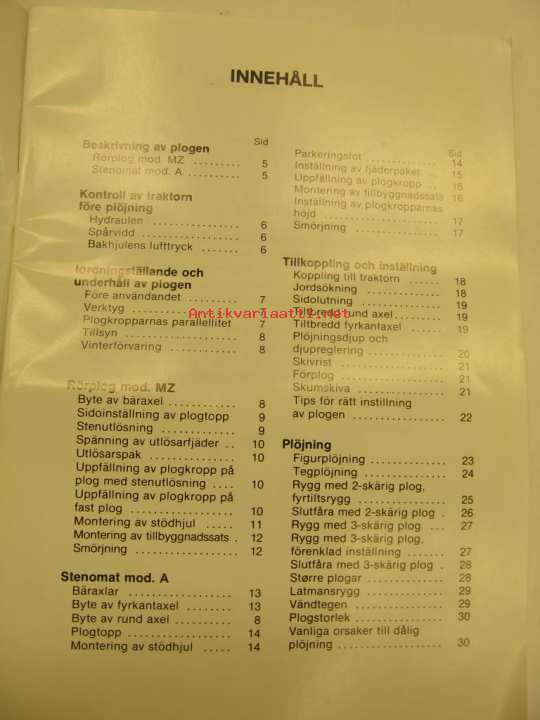 INNEHÅLL
Sid
Beskrivning av plogen
Rörplog mod. MZ ......... 5
Stenomat mod. A ......... 5
Kontroll av traktorn
före plöjning
Hydraulen ............... 6
Spårvidd ................ 6
Bakhjulens lufttryck .... 6
Iordningställande och
underhåll av plogen
Före användandet ........ 7
Verktyg ................. 7
Plogkropparnas parallellitet 7
Tillsyn ................. 8
Vinterförvaring ......... 8
Rörplog mod. MZ
Byte av bäraxel ......... 8
Sidoinställning av plogtopp 9
Stenutlösning ........... 9
Spänning av utlösarfjäder .. 10
Utlösarspak ............. 10
Uppfällning av plogkropp på
plog med stenutlösning .... 10
Uppfällning av plogkropp på
fast plog ............... 10
Montering av stödhjul ... 11
Montering av tillbyggnadssats . 12
Smörjning ............... 12
Stenomat mod. A
Bäraxlar ................ 13
Byte av fyrkantaxel ..... 13
Byte av rund axel ....... 8
Plogtopp ................ 14
Montering av stödhjul ..... 14
Sid
Parkeringsfot ........... 14
Inställning av fjäderpaket .. 15
Uppfällning av plogkropp ... 16
Montering av tillbyggnadssats 16
Inställning av plogkropparnas
höjd .................... 17
Smörjning ............... 17
Tillkoppling och inställning
Koppling till traktorn .... 18
Jordsökning ............. 18
Sidolutning ............. 19
Tiltbredd rund axel ..... 19
Tiltbredd fyrkantaxel ... 19
Plöjningsdjup och
djupreglering ........... 20
Skivrist ................ 21
Förplog ................. 21
Skumskiva ............... 21
Tips för rätt instillning
av plogen ............... 22
Plöjning
Figurplöjning ........... 23
Tegplöjning ............. 24
Rygg med 2-skärig plog,
fyrtiltsrygg ............ 25
Slutfåra med 2-skärig plog . 26
Rygg med 3-skärig plog ... 27
Rygg med 3-skärig plog,
förenklad inställning ... 27
Slutfåra med 3-skärig plog . 28
Större plogar ........... 28
Latmansrygg ............. 29
Vändtegen ............... 29
Plogstorlek ............. 30
Vanliga orsaker till dålig
plöjning ................ 30
Antikvariaatti.net